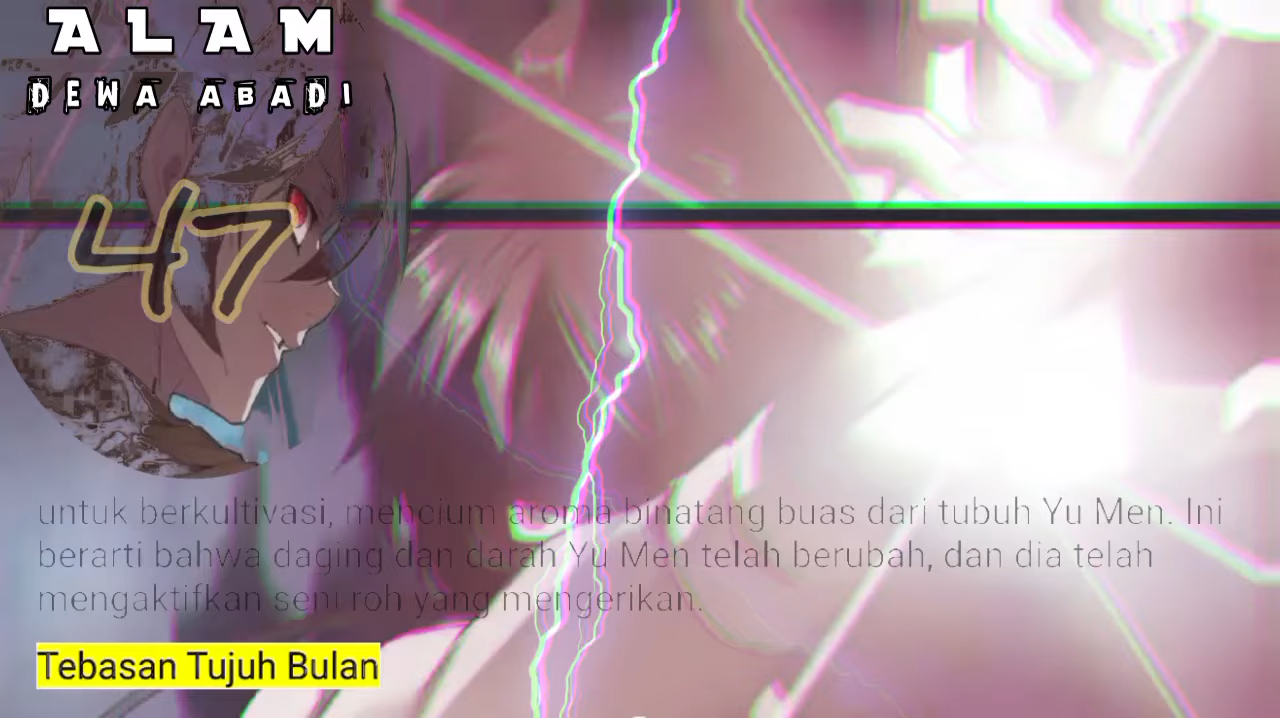 ALAM
DEWA ABADI
47
untuk berkultivasi, mencium aroma binatang buas dari tubuh Yu Men. Ini
berarti bahwa daging dan darah Yu Men telah berubah, dan dia telah
mengaktifkan seni roh yang mengerikan.
Tebasan Tujuh Bulan